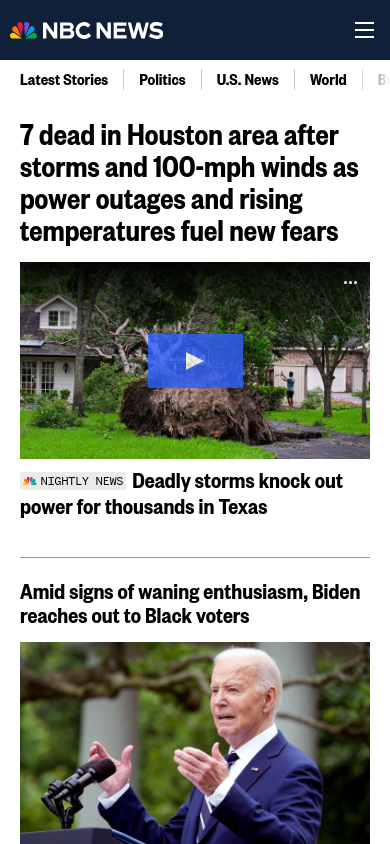 NBC NEWS
Latest Stories Politics U.S. News World
7 dead in Houston area after
storms and 100-mph winds as
power outages and rising
temperatures fuel new fears
NIGHTLY NEWS Deadly storms knock out
power for thousands in Texas
Amid signs of waning enthusiasm, Biden
reaches out to Black voters